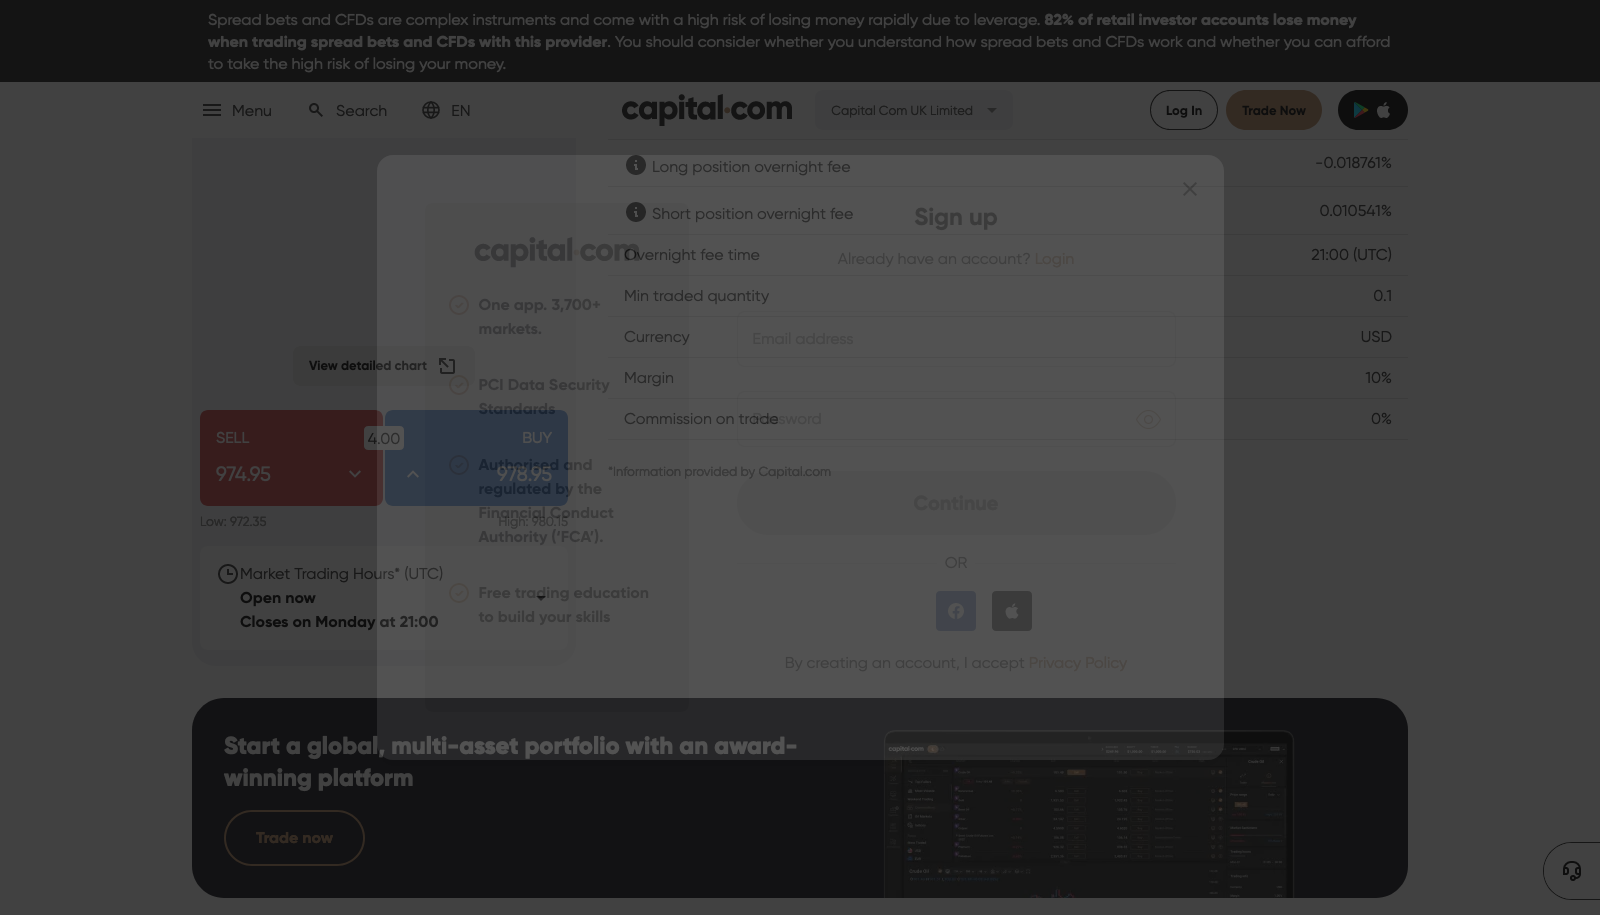 Spread bets and CFDs are complex instruments and come with a high risk of losing money rapidly due to leverage. 82% of retail investor accounts lose money
when trading spread bets and CFDs with this provider. You should consider whether you understand how spread bets and CFDs work and whether you can afford
to take the high risk of losing your money.
Menu
Search
EN
capital.com
Capital Com UK Limited
Log In
Trade Now
Long position overnight fee
-0.018761%
Short position overnight fee
0.010541%
Overnight fee time
21:00 (UTC)
Min traded quantity
0.1
Currency
USD
Margin
10%
Commission on trade
0%
*Information provided by Capital.com
View detailed chart
SELL
974.95
4.00
BUY
978.95
Low: 972.35
High: 980.15
Market Trading Hours* (UTC)
Open now
Closes on Monday at 21:00
capital.com
One app. 3,700+
markets.
PCI Data Security
Standards
Authorised and
regulated by the
Financial Conduct
Authority (‘FCA’).
Free trading education
to build your skills
Sign up
Already have an account? Login
Email address
Password
Continue
OR
By creating an account, I accept Privacy Policy
Start a global, multi-asset portfolio with an award-
winning platform
Trade now
capital.com